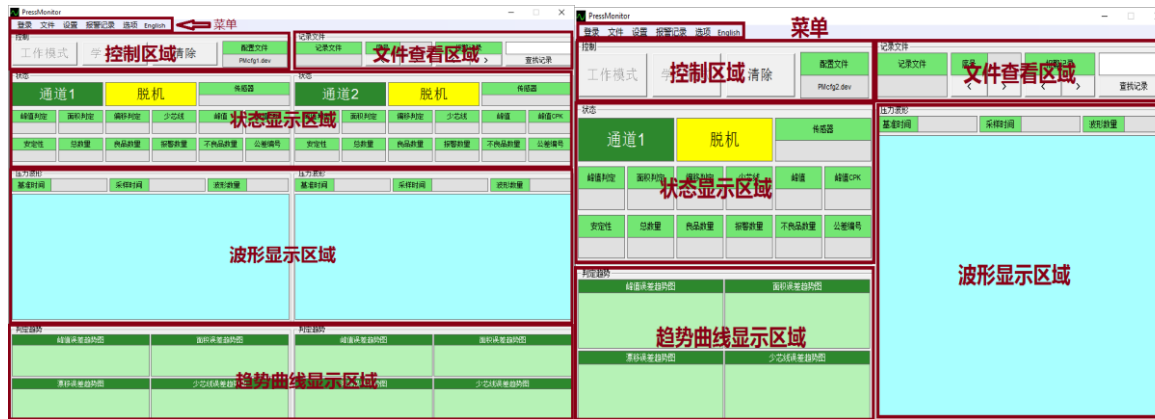 PressMonitor
登录 文件 设置 报警记录 选项 English
菜单
控制
工作模式 学 清除
配置文件
PMcfg1.dev
控制区域
记录文件
记录文件
> 查找记录
文件查看区域
状态
通道1 脱机 传感器
峰值判定 面积判定 偏移判定 少芯线 峰值
安定性 总数量 良品数量 报警数量 不良品数量 公差编号
通道2 脱机 传感器
面积判定 偏移判定 少芯线 峰值 峰值CPK
安定性 总数量 良品数量 报警数量 不良品数量 公差编号
状态显示区域
压力波形
基准时间 采样时间 波形数量
压力波形
基准时间 采样时间 波形数量
波形显示区域
判定趋势
峰值误差趋势图 面积误差趋势图
漂移误差趋势图 少芯线误差趋势图
判定趋势
峰值误差趋势图 面积误差趋势图
少芯线误差趋势图
趋势曲线显示区域
PressMonitor
登录 文件 设置 报警记录 选项 English
菜单
控制
工作模式 清除
配置文件
PMcfg2.dev
控制区域
记录文件
记录文件
< > < > 查找记录
文件查看区域
状态
通道1 脱机 传感器
峰值判定 面积判定 偏移判定 少芯线 峰值 峰值CPK
安定性 总数量 良品数量 报警数量 不良品数量 公差编号
状态显示区域
判定趋势
峰值误差趋势图 面积误差趋势图
漂移误差趋势图 少芯线误差趋势图
趋势曲线显示区域
压力波形
基准时间 采样时间 波形数量
波形显示区域